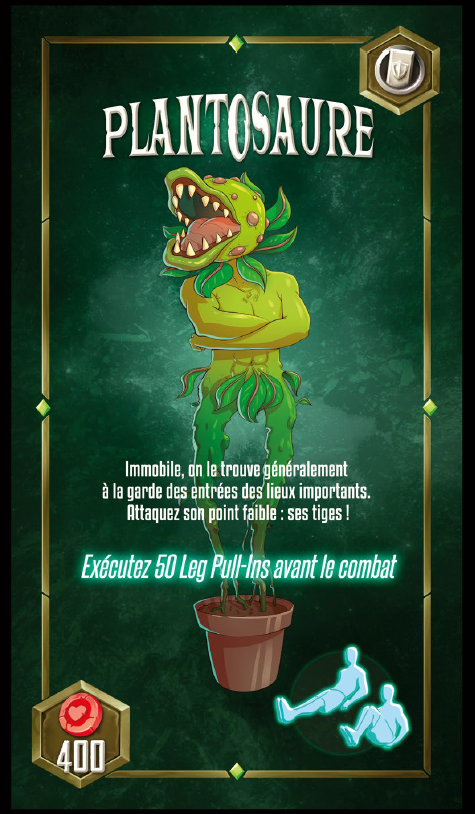 PLANTOSAURE
Immobile, on le trouve généralement
à la garde des entrées des lieux importants.
Attaquez son point faible : ses tiges !
Exécutez 50 Leg Pull-Ins avant le combat
400